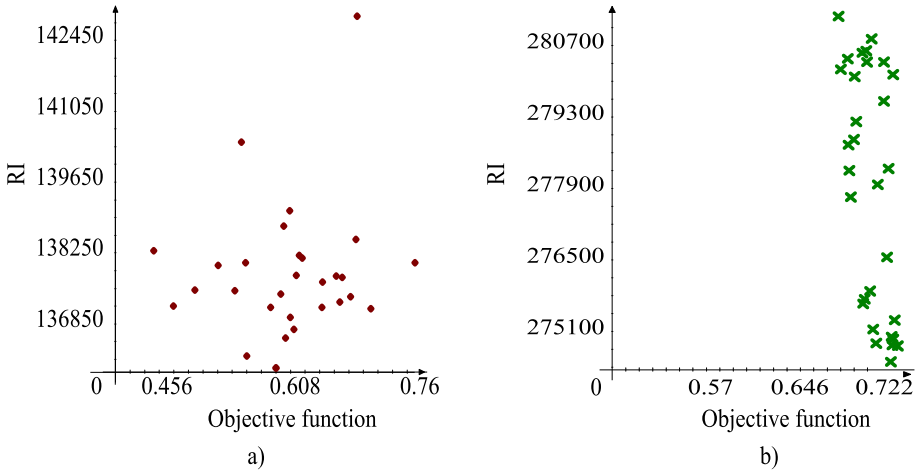 142450
141050
139650
138250
136850
RI
0 0.456 0.608 0.76
Objective function
a)
280700
279300
277900
276500
275100
RI
0 0.57 0.646 0.722
Objective function
b)